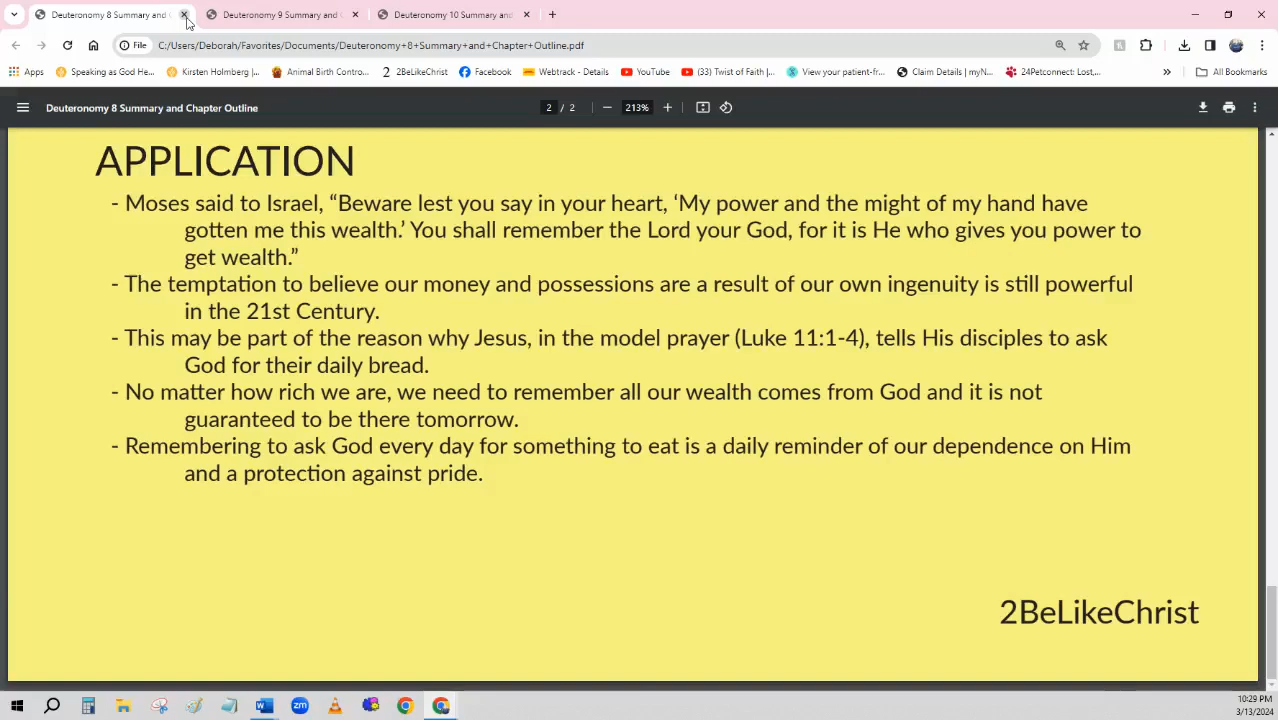 Deuteronomy 8 Summary and
Deuteronomy 9 Summary and
Deuteronomy 10 Summary and
File
C:/Users/Deborah/Favorites/Documents/Deuteronomy+8+Summary+and+Chapter+Outline.pdf
Apps
Speaking as God He...
Kirsten Holmberg |...
Animal Birth Contro...
2 2BeLikeChrist
Facebook
Webtrack - Details
YouTube
(33) Twist of Faith |...
View your patient-fr...
Claim Details | myN...
24Petconnect: Lost,...
»
All Bookmarks
Deuteronomy 8 Summary and Chapter Outline
2 / 2
213%
APPLICATION
- Moses said to Israel, “Beware lest you say in your heart, ‘My power and the might of my hand have
gotten me this wealth.’ You shall remember the Lord your God, for it is He who gives you power to
get wealth.”
- The temptation to believe our money and possessions are a result of our own ingenuity is still powerful
in the 21st Century.
- This may be part of the reason why Jesus, in the model prayer (Luke 11:1-4), tells His disciples to ask
God for their daily bread.
- No matter how rich we are, we need to remember all our wealth comes from God and it is not
guaranteed to be there tomorrow.
- Remembering to ask God every day for something to eat is a daily reminder of our dependence on Him
and a protection against pride.
2BeLikeChrist
zm
10:29 PM
3/13/2024